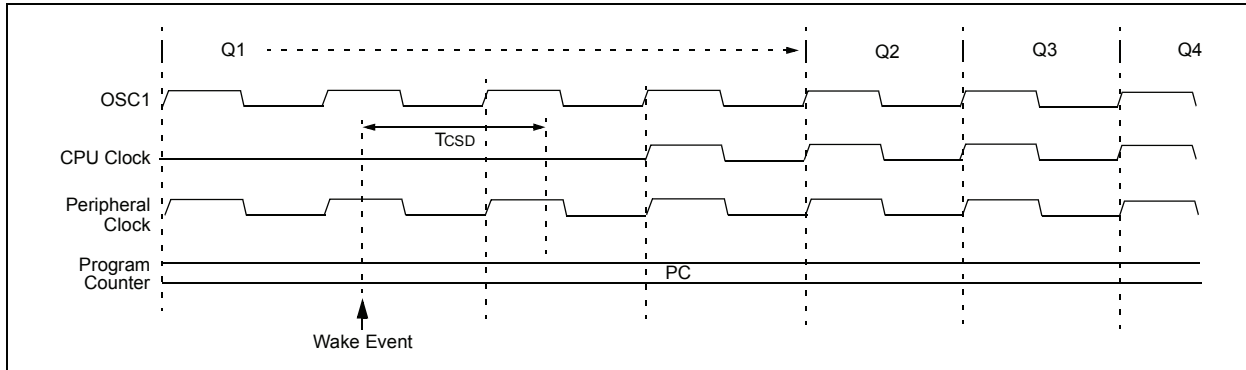 Q1 Q2 Q3 Q4
OSC1
TCSD
CPU Clock
Peripheral
Clock
Program
Counter
PC
Wake Event